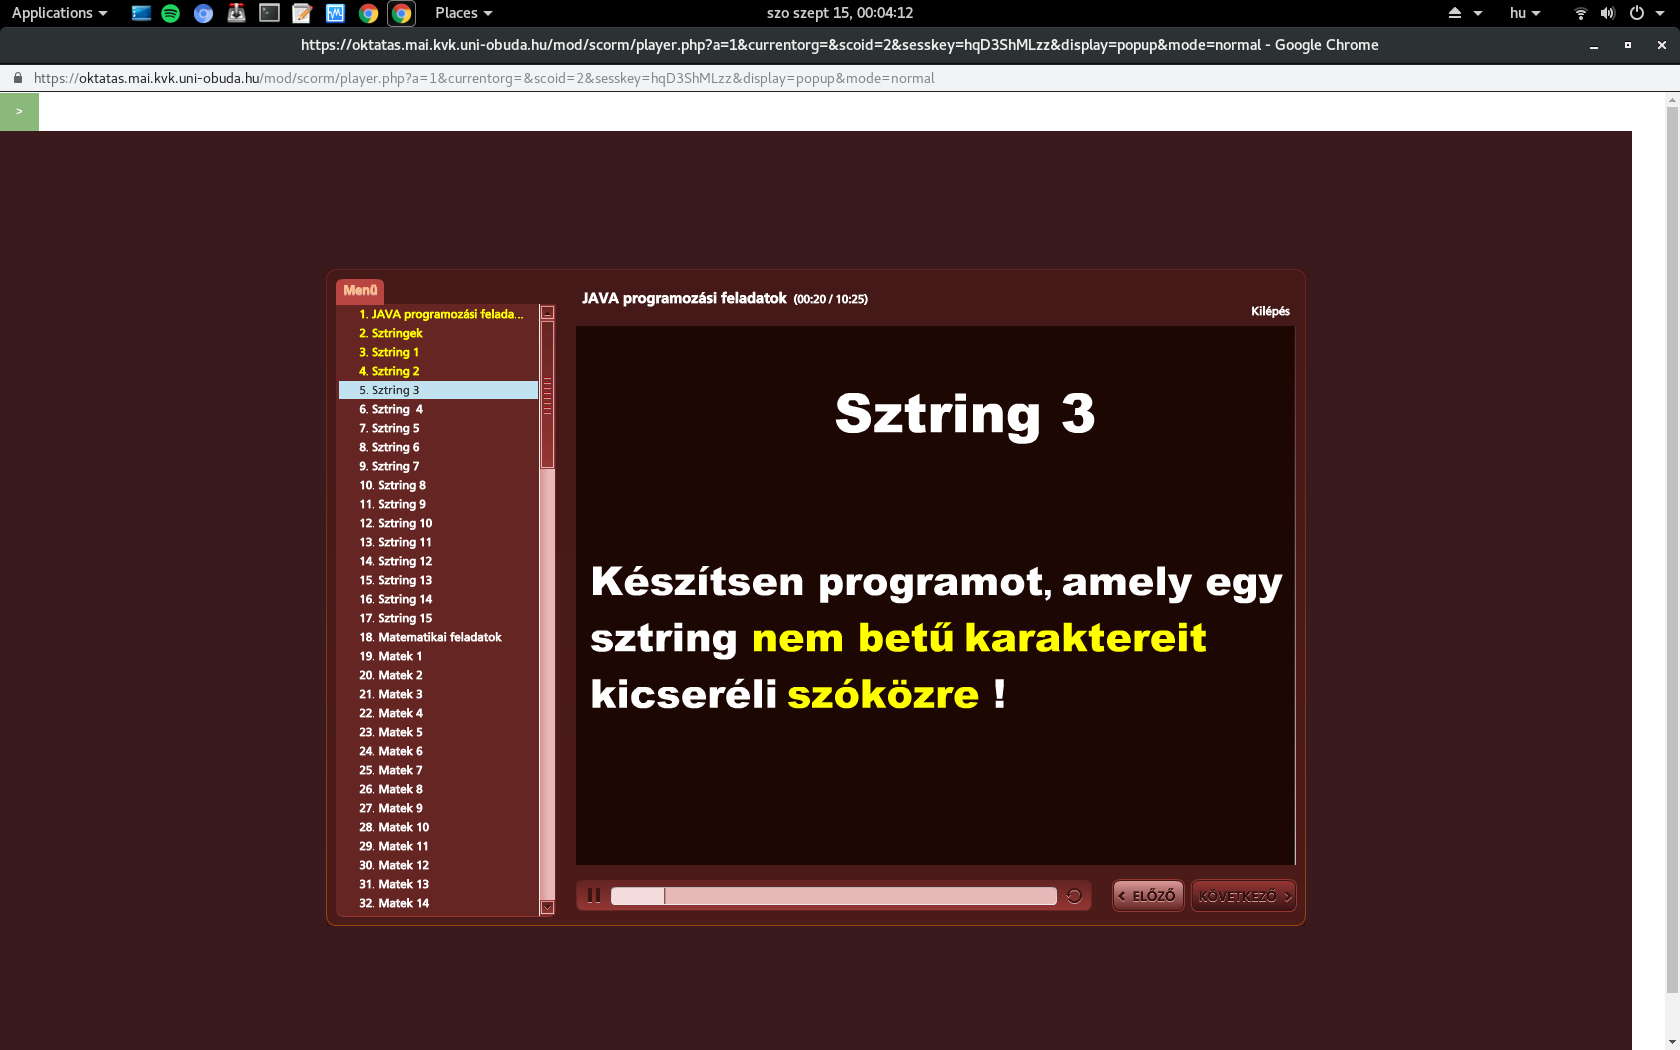 Applications
Places
szo szept 15, 00:04:12
hu
https://oktatas.mai.kvk.uni-obuda.hu/mod/scorm/player.php?a=1&currentorg=&scoid=2&sesskey=hqD3ShMLzz&display=popup&mode=normal - Google Chrome
https://oktatas.mai.kvk.uni-obuda.hu/mod/scorm/player.php?a=1&currentorg=&scoid=2&sesskey=hqD3ShMLzz&display=popup&mode=normal
>
Menü
1. JAVA programozási felada...
2. Sztringek
3. Sztring 1
4. Sztring 2
5. Sztring 3
6. Sztring 4
7. Sztring 5
8. Sztring 6
9. Sztring 7
10. Sztring 8
11. Sztring 9
12. Sztring 10
13. Sztring 11
14. Sztring 12
15. Sztring 13
16. Sztring 14
17. Sztring 15
18. Matematikai feladatok
19. Matek 1
20. Matek 2
21. Matek 3
22. Matek 4
23. Matek 5
24. Matek 6
25. Matek 7
26. Matek 8
27. Matek 9
28. Matek 10
29. Matek 11
30. Matek 12
31. Matek 13
32. Matek 14
JAVA programozási feladatok (00:20 / 10:25)
Kilépés
Sztring 3
Készítsen programot, amely egy
sztring nem betű karaktereit
kicseréli szóközre !
< ELŐZŐ
KÖVETKEZŐ >